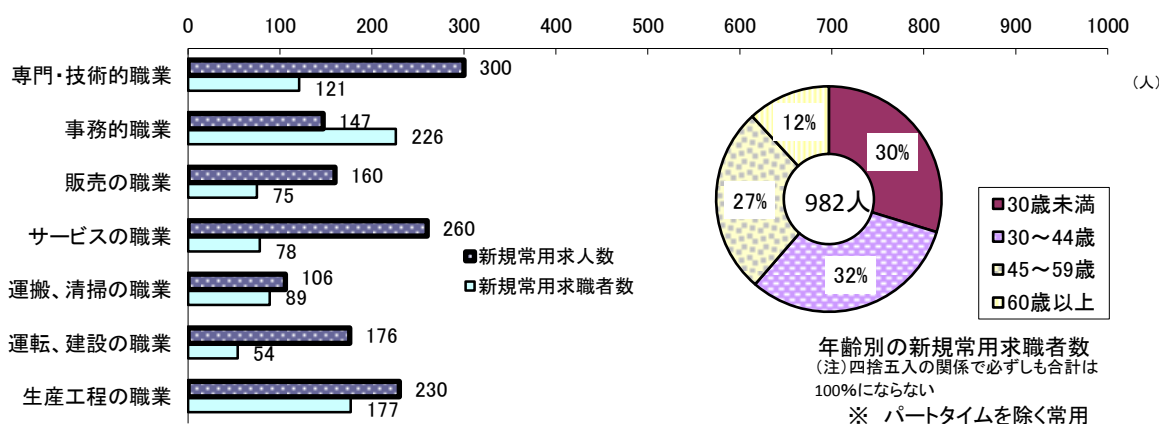 0 100 200 300 400 500 600 700 800 900 1000
(人)
専門・技術的職業 300
121
事務的職業 147
226
販売の職業 160
75
サービスの職業 260
78
運搬、清掃の職業 106
89
運転、建設の職業 176
54
生産工程の職業 230
177
新規常用求人数
新規常用求職者数
12%
30%
27%
982人
32%
30歳未満
30～44歳
45～59歳
60歳以上
年齢別の新規常用求職者数
(注)四捨五入の関係で必ずしも合計は
100%にならない
※ パートタイムを除く常用